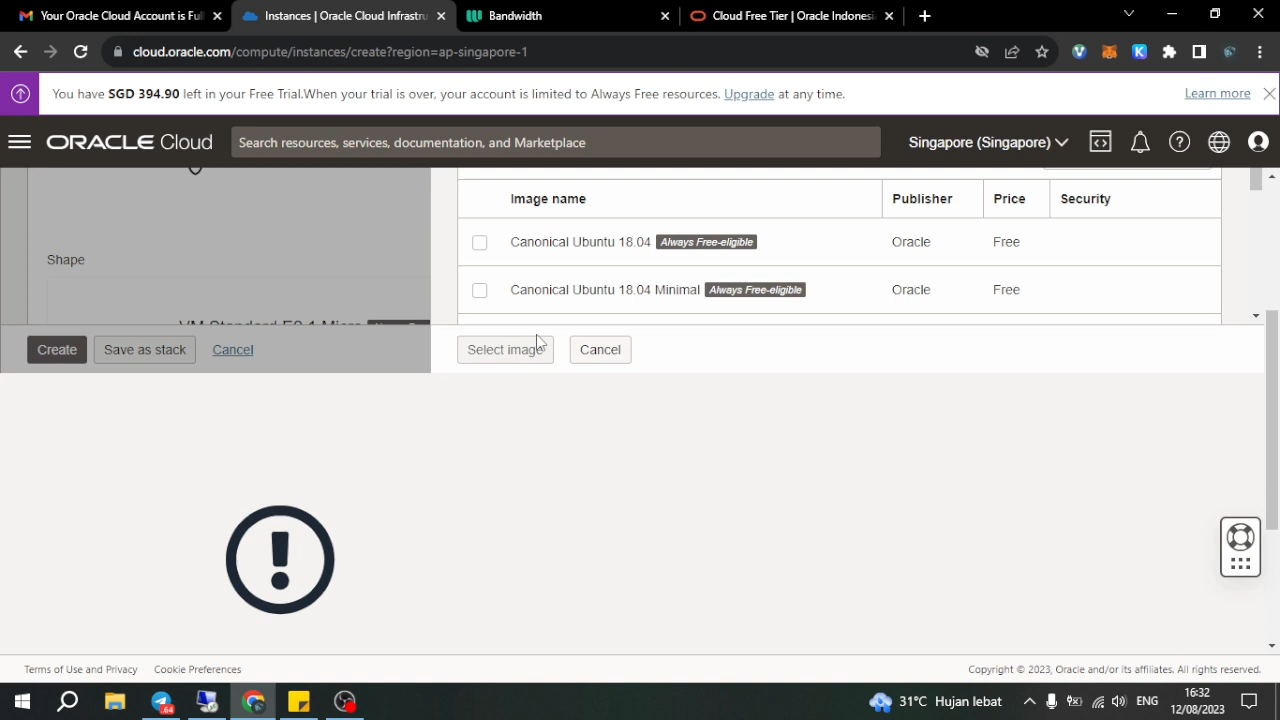 Your Oracle Cloud Account is Ful
Instances | Oracle Cloud Infrastru
Bandwidth
Cloud Free Tier | Oracle Indonesia
cloud.oracle.com/compute/instances/create?region=ap-singapore-1
You have SGD 394.90 left in your Free Trial.When your trial is over, your account is limited to Always Free resources. Upgrade at any time.
Learn more
ORACLE Cloud
Search resources, services, documentation, and Marketplace
Singapore (Singapore)
Image name
Publisher
Price
Security
Canonical Ubuntu 18.04 Always Free-eligible
Oracle
Free
Shape
Canonical Ubuntu 18.04 Minimal Always Free-eligible
Oracle
Free
VM.Standard.E2.1.Micro
Create
Save as stack
Cancel
Select image
Cancel
Terms of Use and Privacy
Cookie Preferences
Copyright © 2023, Oracle and/or its affiliates. All rights reserved.
.64
31°C Hujan lebat
ENG
16:32
12/08/2023